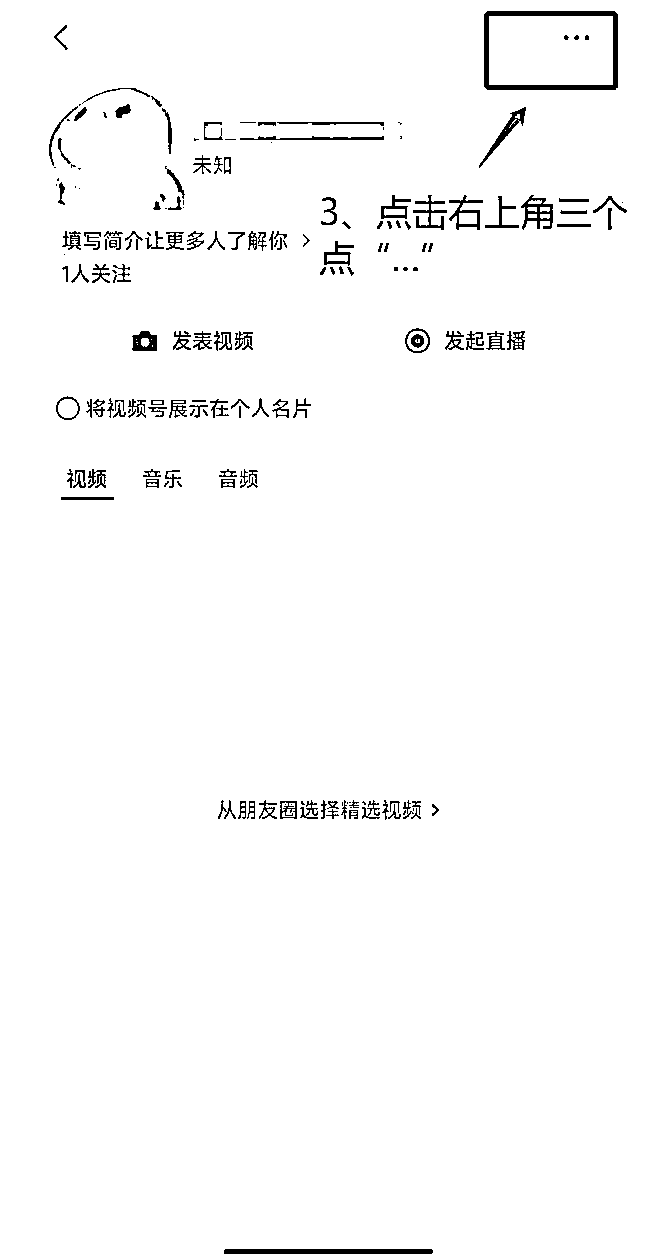 ...
未知
3、点击右上角三个
点“...“
填写简介让更多人了解你 >
1人关注
发表视频
发起直播
将视频号展示在个人名片
视频 音乐 音频
从朋友圈选择精选视频 >